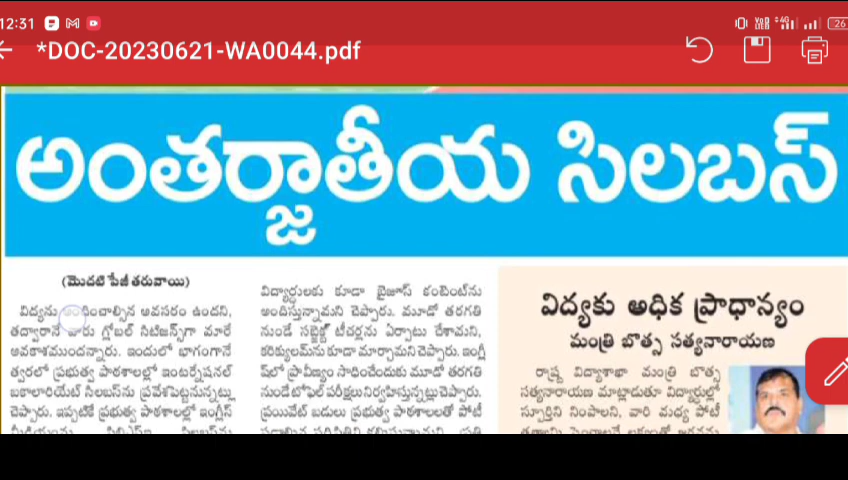 12:31
*DOC-20230621-WA0044.pdf
అంతర్జాతీయ సిలబస్
(మొదటి పేజీ తరువాయి)
విద్యను అందించాల్సిన అవసరం ఉందని,
తద్వారానే వారు గ్లోబల్ సిటిజన్స్‌గా మారే
అవకాశముందన్నారు. ఇందులో భాగంగానే
త్వరలో ప్రభుత్వ పాఠశాలల్లో ఇంటర్నేషనల్
బకాలారియేట్ సిలబస్‌ను ప్రవేశపెట్టనున్నట్లు
చెప్పారు. ఇప్పటికే ప్రభుత్వ పాఠశాలల్లో ఇంగ్లీస్
విద్యార్థులకు కూడా బైజూస్ కంటెంట్‌ను
అందిస్తున్నామని చెప్పారు. మూడో తరగతి
నుండే సబ్జెక్ట్ టీచర్లను ఏర్పాటు చేశామని,
కరిక్యులమ్‌ను కూడా మార్చామని చెప్పారు. ఇంగ్లీ
ష్‌లో ప్రావీణ్యం సాధించేందుకు మూడో తరగతి
నుండే టోఫెల్ పరీక్షలు నిర్వహిస్తున్నట్లు చెప్పారు.
ప్రయివేట్ బడులు ప్రభుత్వ పాఠశాలలతో పోటీ
విద్యకు అధిక ప్రాధాన్యం
మంత్రి బొత్స సత్యనారాయణ
రాష్ట్ర విద్యాశాఖా మంత్రి బొత్స
సత్యనారాయణ మాట్లాడుతూ విద్యార్థుల్లో
స్ఫూర్తిని నింపాలని, వారి మధ్య పోటీ